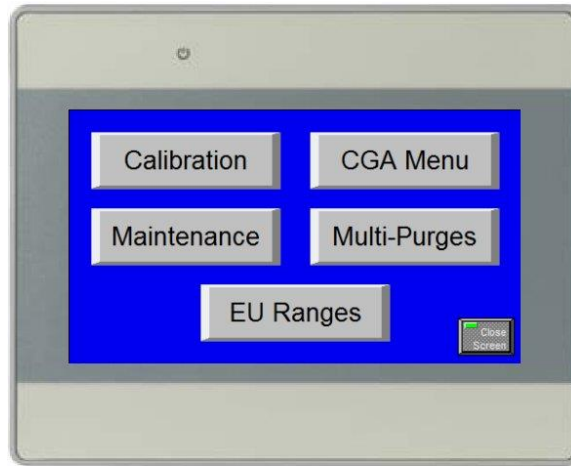 Calibration
CGA Menu
Maintenance
Multi-Purges
EU Ranges
Close
Screen